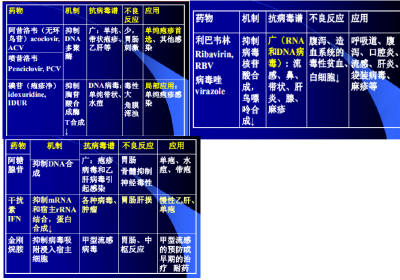 药物 机制 抗病毒谱 不良反应 应用
阿昔洛韦（无环鸟苷）acoclovir, ACV
喷昔洛韦 Penciclovir, PCV
抑制DNA多聚酶
广：单纯、带状疱疹、乙肝等
少，胃肠刺激
单纯疱疹首选、其他感染
碘苷（疱疹净）idoxuridine, IDUR
抑制胸苷酸合成酶 T合成↓
DNA病毒：单纯带状、水痘
毒性大 角膜浑浊
局部应用：单纯疱疹感染
药物 机制 抗病毒谱 不良反应 应用
利巴韦林 Ribavirin, RBV
病毒唑 virazole
抑制病毒核苷酸合成，鸟嘌呤合成↓
广（RNA和DNA病毒）：流感、鼻、带状、肝炎、腺、麻疹
腹泻、造血系统的毒性贫血、白细胞↓
呼吸道、腹泻、口腔炎、流感、肝炎、疱疹病毒、麻疹等
药物 机制 抗病毒谱 不良反应 应用
阿糖腺苷
抑制DNA合成
广；疱疹病毒和乙肝病毒引起感染
胃肠 骨髓抑制 神经毒性
单疱、水痘、带疱
干扰素 IFN
抑制mRNA和宿主rRNA结合，蛋白合成↓
各种病毒、肿瘤
胃肠肝损
慢性乙肝、单疱
金刚烷胺
抑制病毒吸附浸入宿主细胞
甲型流感病毒
胃肠、中枢反应
甲型流感的预防或早期的治疗 耐药